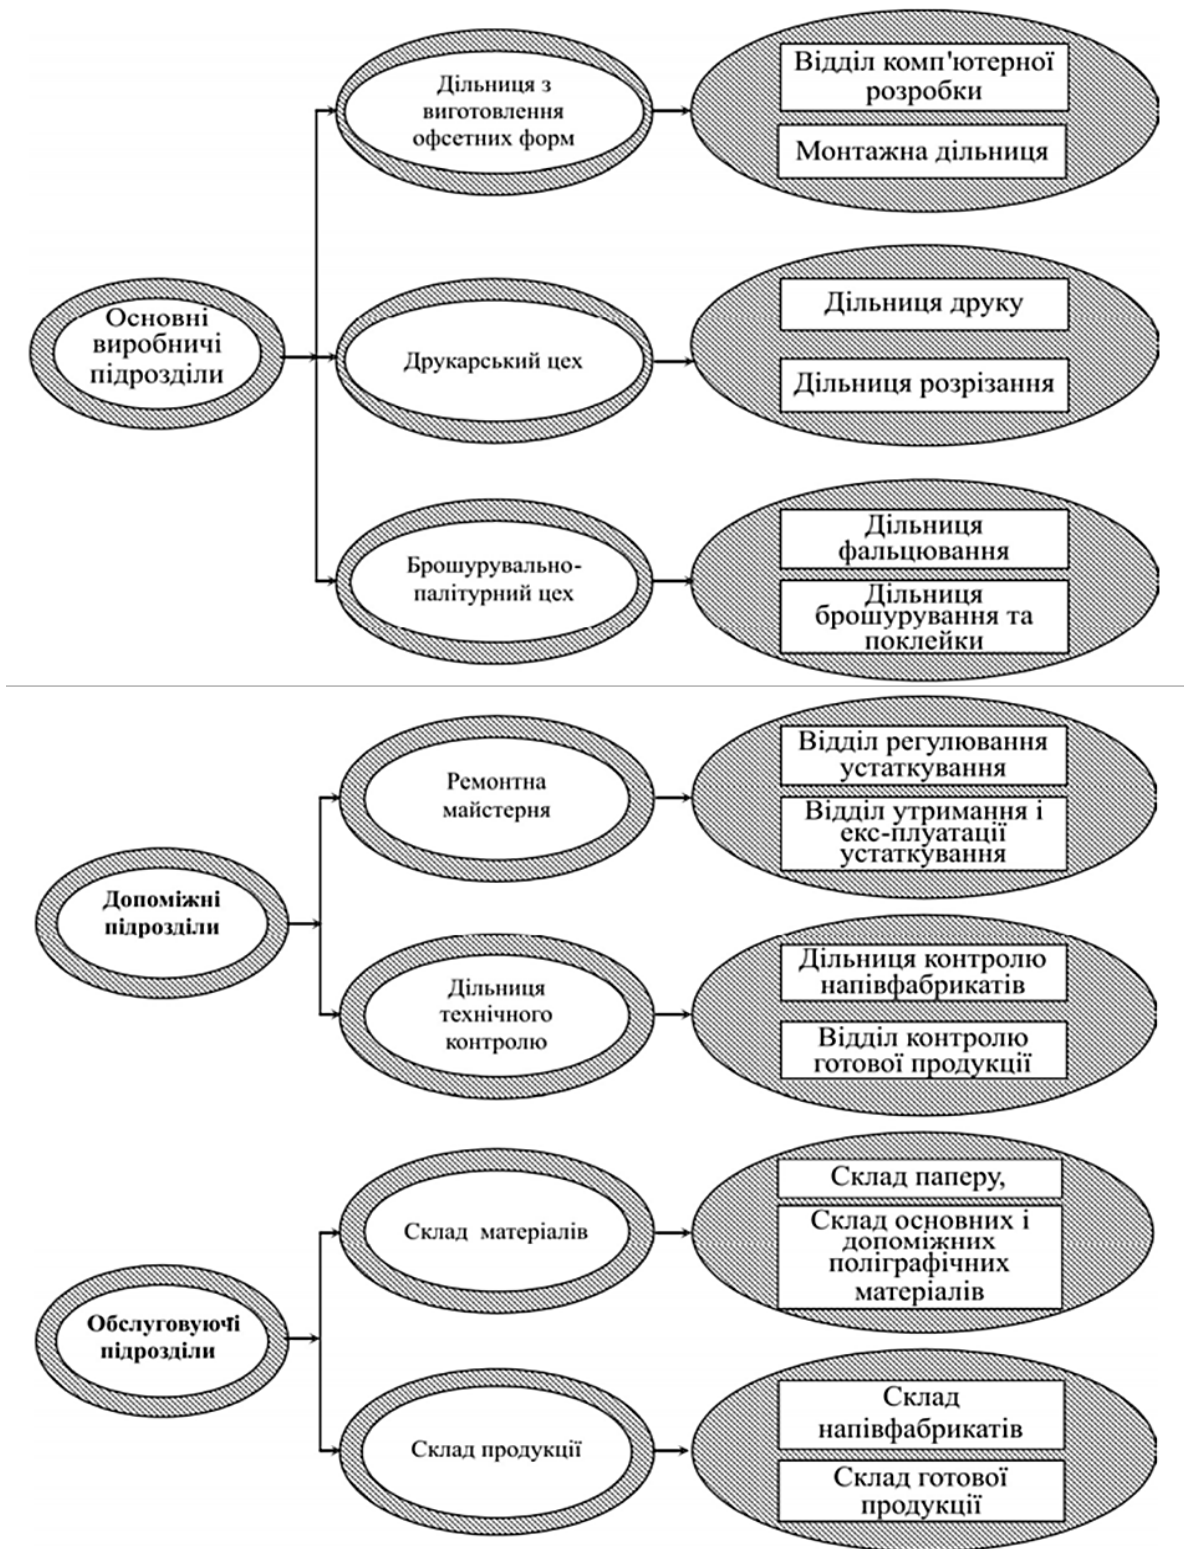 Дільниця з
виготовлення
офсетних форм
Відділ комп'ютерної
розробки
Монтажна дільниця
Основні
виробничі
підрозділи
Друкарський цех
Дільниця друку
Дільниця розрізання
Брошурувально-
палітурний цех
Дільниця
фальцювання
Дільниця
брошурування та
поклейки
Допоміжні
підрозділи
Ремонтна
майстерня
Відділ регулювання
устаткування
Відділ утримання і
екс-плуатації
устаткування
Дільниця
технічного
контролю
Дільниця контролю
напівфабрикатів
Відділ контролю
готової продукції
Обслуговуючі
підрозділи
Склад матеріалів
Склад паперу,
Склад основних і
допоміжних
поліграфічних
матеріалів
Склад продукції
Склад
напівфабрикатів
Склад готової
продукції